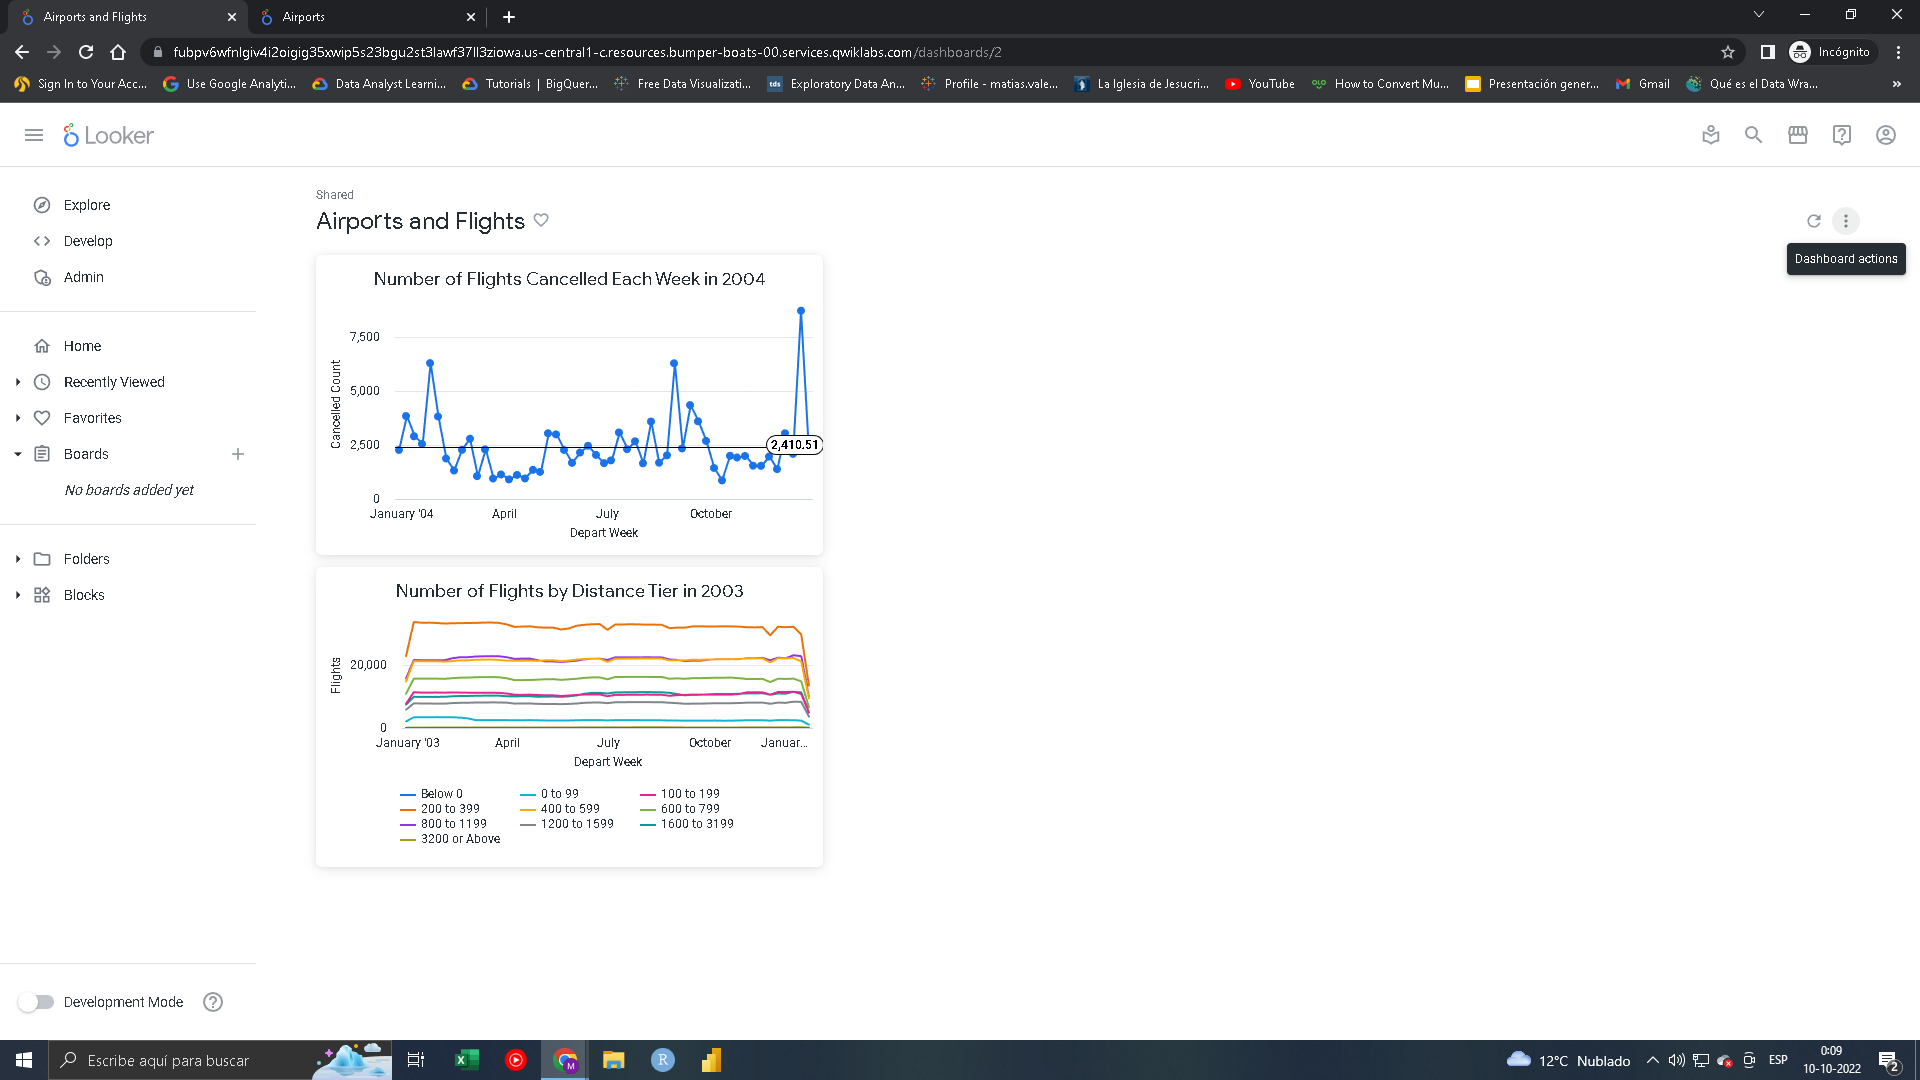 Airports and Flights
Airports
fubpv6wfnlgiv4i2oigig35xwip5s23bgu2st3lawf37ll3ziowa.us-central1-c.resources.bumper-boats-00.services.qwiklabs.com/dashboards/2
Incógnito
Sign In to Your Acc...
Use Google Analyti...
Data Analyst Learni...
Tutorials | BigQuer...
Free Data Visualizati...
tds
Exploratory Data An...
Profile - matias.vale...
La Iglesia de Jesucri...
YouTube
How to Convert Mu...
Presentación gener...
Gmail
Qué es el Data Wra...
»
Looker
Explore
Develop
Admin
Home
Recently Viewed
Favorites
Boards
No boards added yet
Folders
Blocks
Development Mode
Shared
Airports and Flights
Dashboard actions
Number of Flights Cancelled Each Week in 2004
Cancelled Count
7,500
5,000
2,500
0
2,410.51
January '04
April
July
October
Depart Week
Number of Flights by Distance Tier in 2003
Flights
20,000
0
January '03
April
July
October
Januar...
Depart Week
Below 0
0 to 99
100 to 199
200 to 399
400 to 599
600 to 799
800 to 1199
1200 to 1599
1600 to 3199
3200 or Above
Escribe aquí para buscar
M
R
12°C Nublado
ESP
0:09
10-10-2022
2